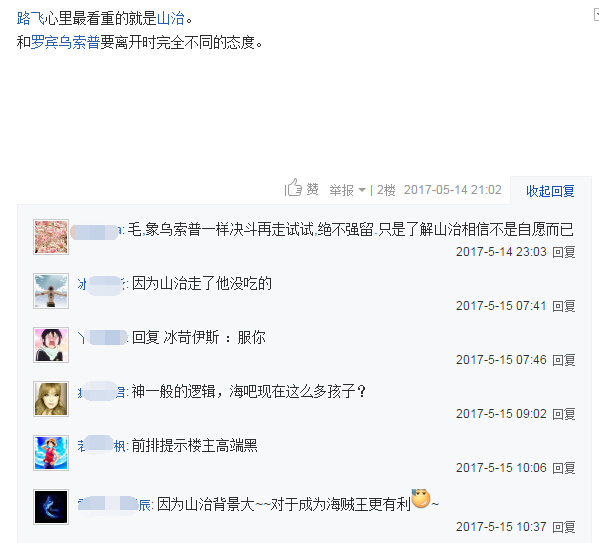 路飞心里最看重的就是山治。
和罗宾乌索普要离开时完全不同的态度。
赞 举报 | 2楼 2017-05-14 21:02 收起回复
: 毛,象乌索普一样决斗再走试试,绝不强留.只是了解山治相信不是自愿而已
2017-5-14 23:03 回复
: 因为山治走了他没吃的
2017-5-15 07:41 回复
: 回复 冰苛伊斯 : 服你
2017-5-15 07:46 回复
: 神一般的逻辑，海吧现在这么多孩子？
2017-5-15 09:02 回复
枫: 前排提示楼主高端黑
2017-5-15 10:06 回复
辰: 因为山治背景大~~对于成为海贼王更有利~
2017-5-15 10:37 回复